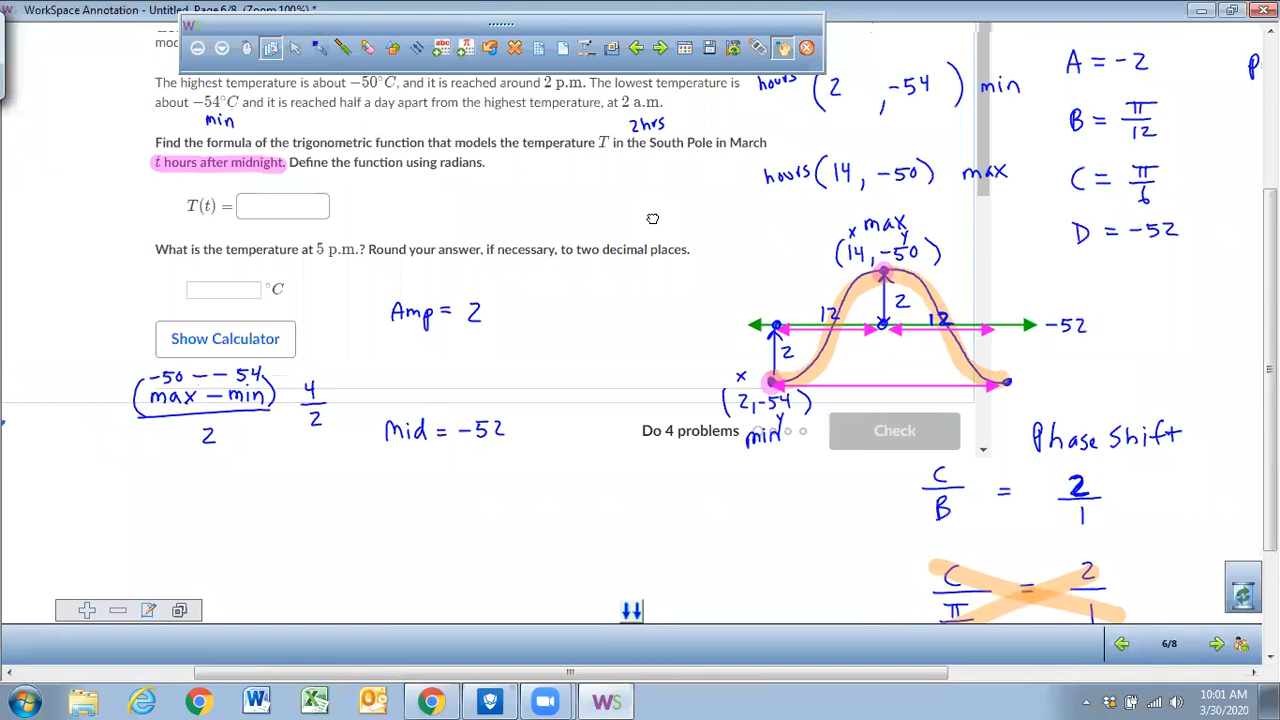 WorkSpace Annotation - Untitled, Page 6/8 (Zoom 100%) *
WS
The highest temperature is about −50°C, and it is reached around 2 p.m. The lowest temperature is
about −54°C and it is reached half a day apart from the highest temperature, at 2 a.m.
min
2hrs
Find the formula of the trigonometric function that models the temperature T in the South Pole in March
t hours after midnight. Define the function using radians.
T(t) =
What is the temperature at 5 p.m.? Round your answer, if necessary, to two decimal places.
°C
Show Calculator
Amp = 2
-50 - - 54
(max - min)
2
4
2
Mid = -52
Do 4 problems
Check
hours (2 , -54) min
hours (14, -50) max
max
x y
(14, -50)
2
12
12
-52
2
x
(2, -54)
y
min
A = -2
B = π
12
C = π
6
D = -52
Phase Shift
C
B
=
2
1
C
π
=
2
1
6/8
WS
10:01 AM
3/30/2020